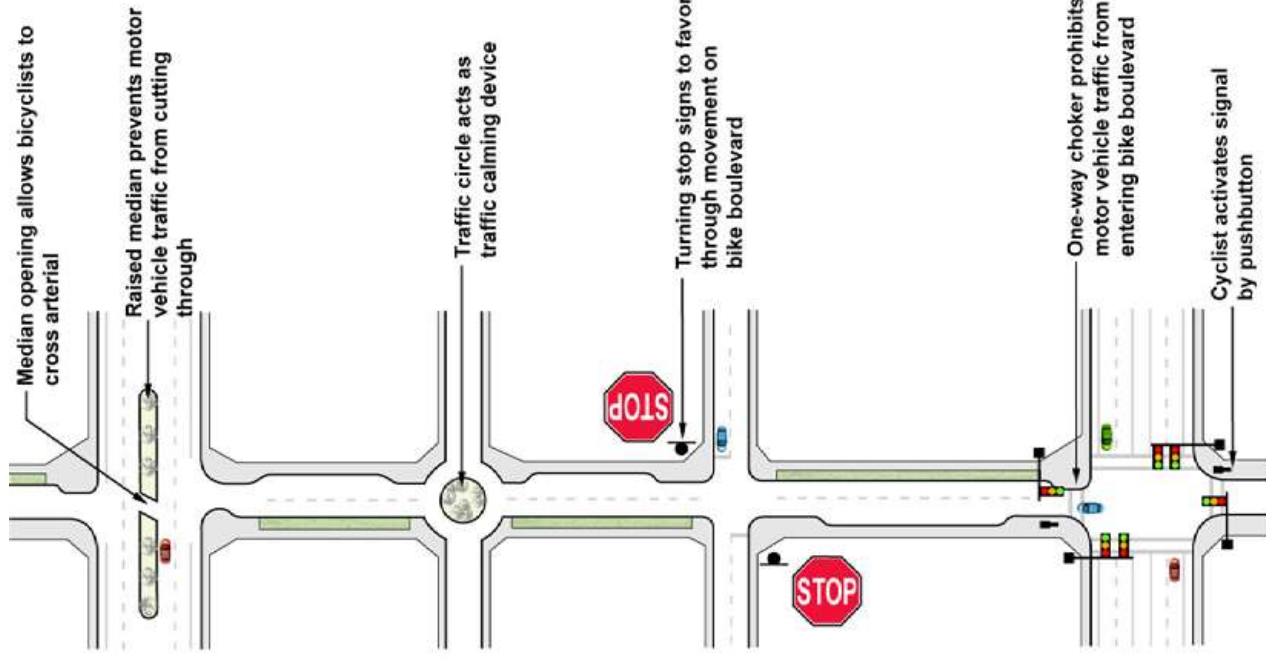 Median opening allows bicyclists to
cross arterial
Raised median prevents motor
vehicle traffic from cutting
through
Traffic circle acts as
traffic calming device
STOP
Turning stop signs to favor
through movement on
bike boulevard
STOP
One-way choker prohibits
motor vehicle traffic from
entering bike boulevard
Cyclist activates signal
by pushbutton